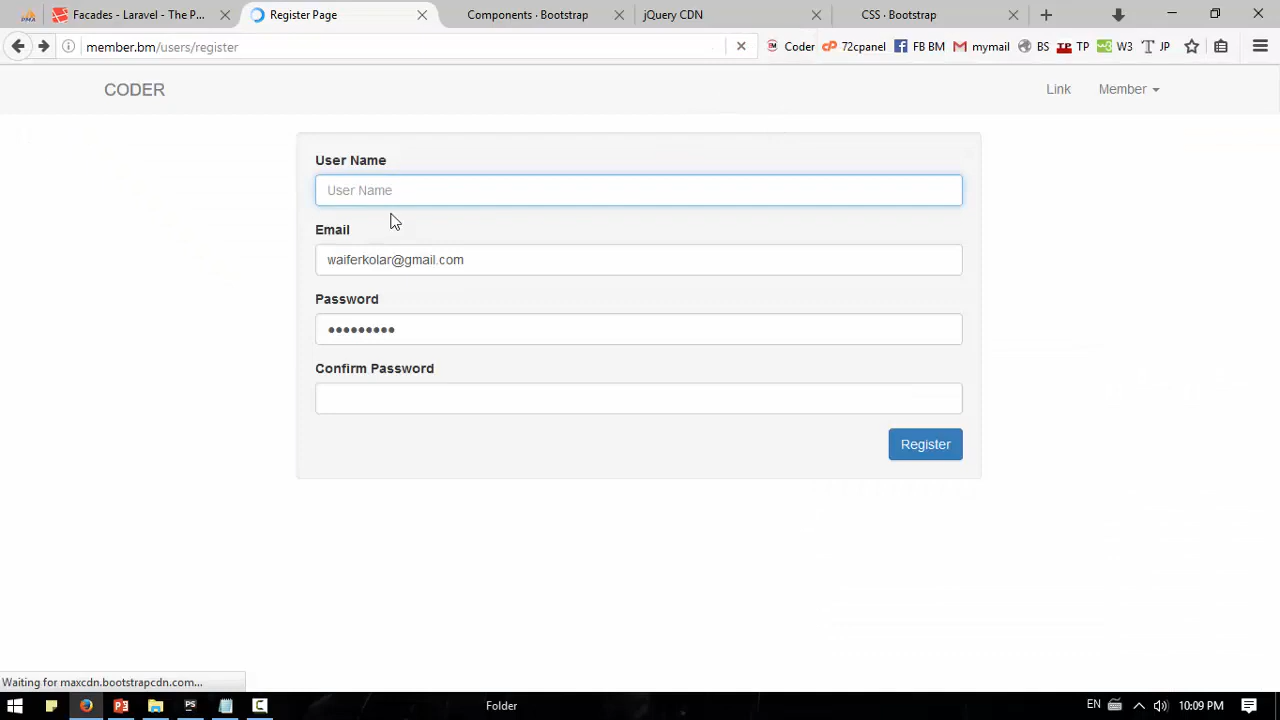 Facades - Laravel - The P...
Register Page
Components · Bootstrap
jQuery CDN
CSS · Bootstrap
member.bm/users/register
Coder
72cpanel
FB BM
mymail
BS
TP
W3
JP
CODER
Link
Member
User Name
User Name
Email
waiferkolar@gmail.com
Password
Confirm Password
Register
Waiting for maxcdn.bootstrapcdn.com...
Folder
EN
10:09 PM